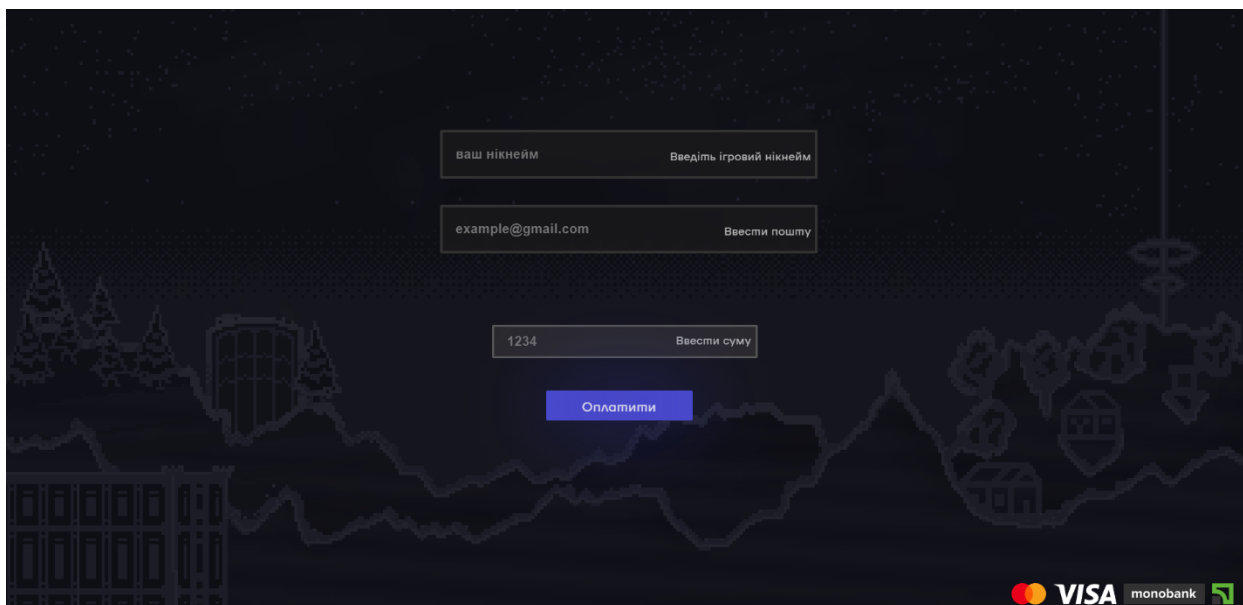 ваш нікнейм Введіть ігровий нікнейм
example@gmail.com Ввести пошту
1234 Ввести суму
Оплатити
VISA monobank